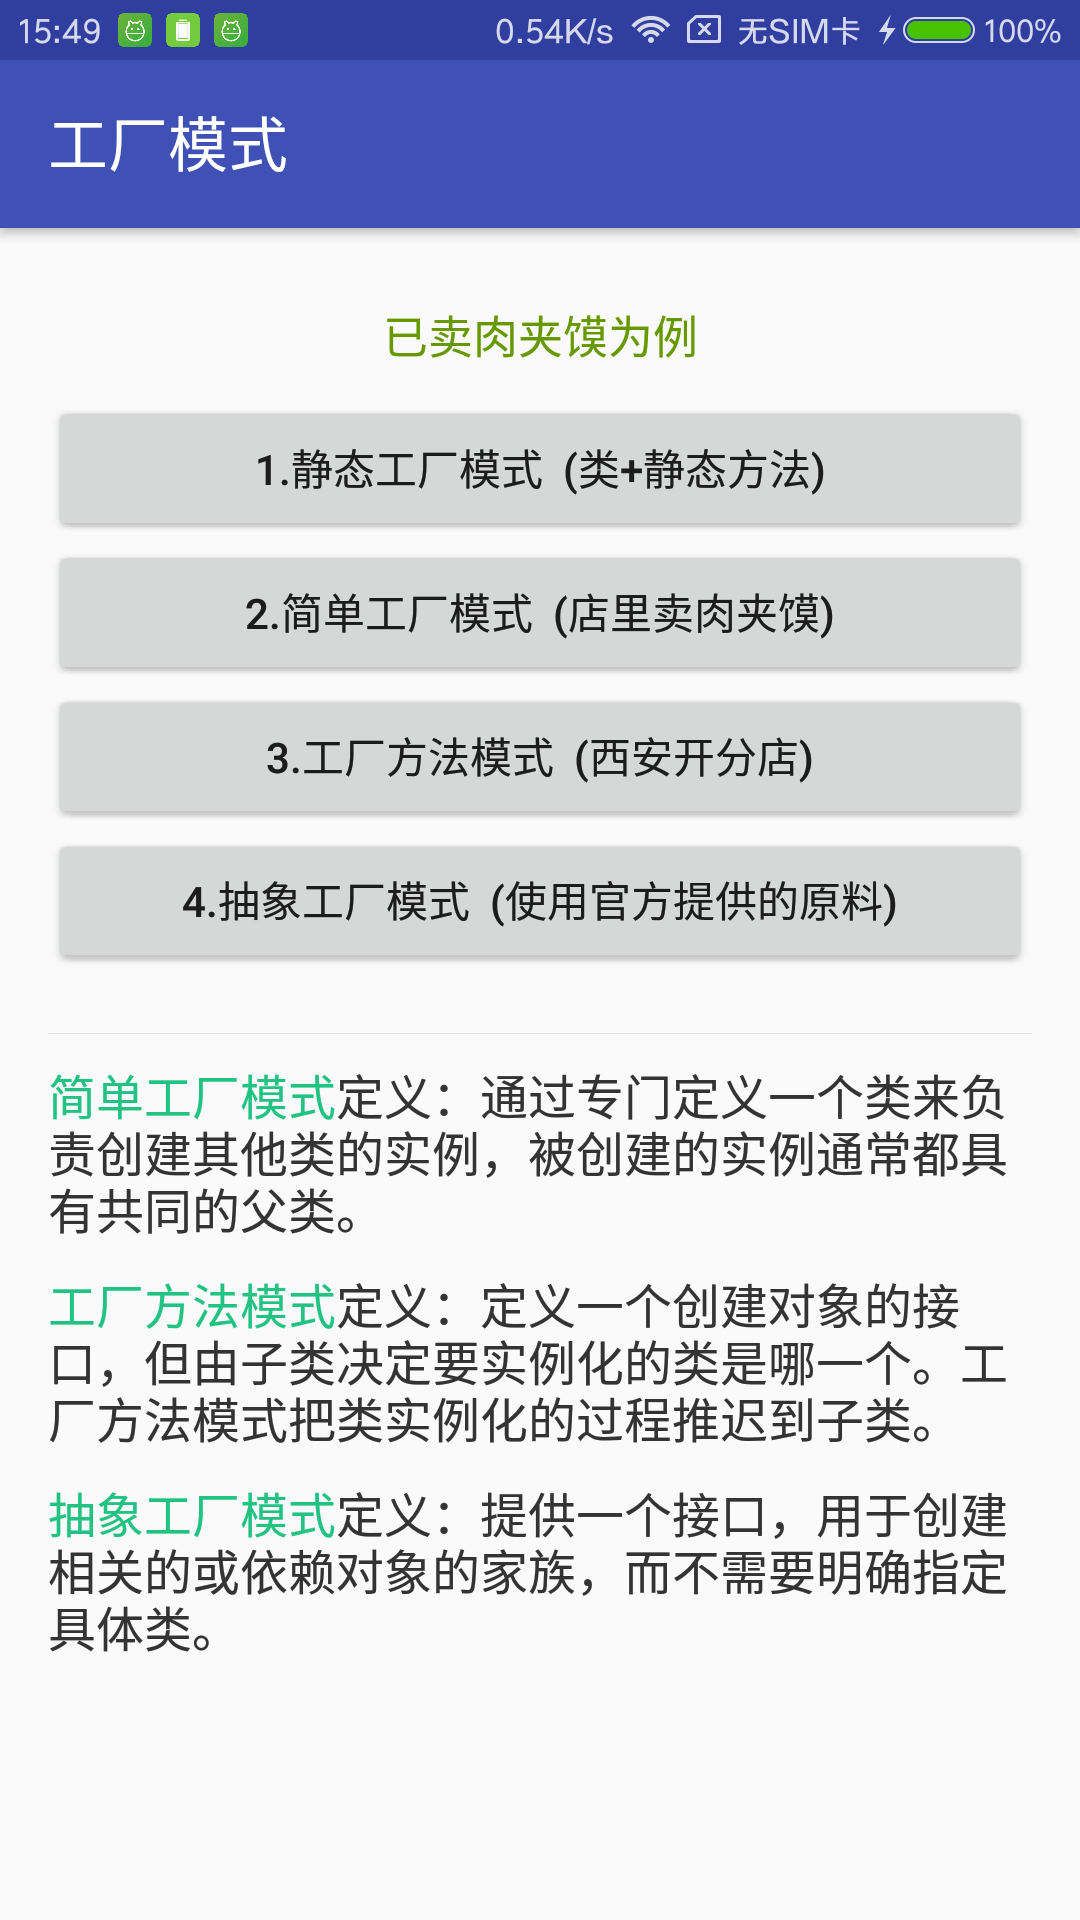 15:49 0.54K/s 无SIM卡 100%
工厂模式
已卖肉夹馍为例
1.静态工厂模式 (类+静态方法)
2.简单工厂模式 (店里卖肉夹馍)
3.工厂方法模式 (西安开分店)
4.抽象工厂模式 (使用官方提供的原料)
简单工厂模式定义：通过专门定义一个类来负
责创建其他类的实例，被创建的实例通常都具
有共同的父类。
工厂方法模式定义：定义一个创建对象的接
口，但由子类决定要实例化的类是哪一个。工
厂方法模式把类实例化的过程推迟到子类。
抽象工厂模式定义：提供一个接口，用于创建
相关的或依赖对象的家族，而不需要明确指定
具体类。